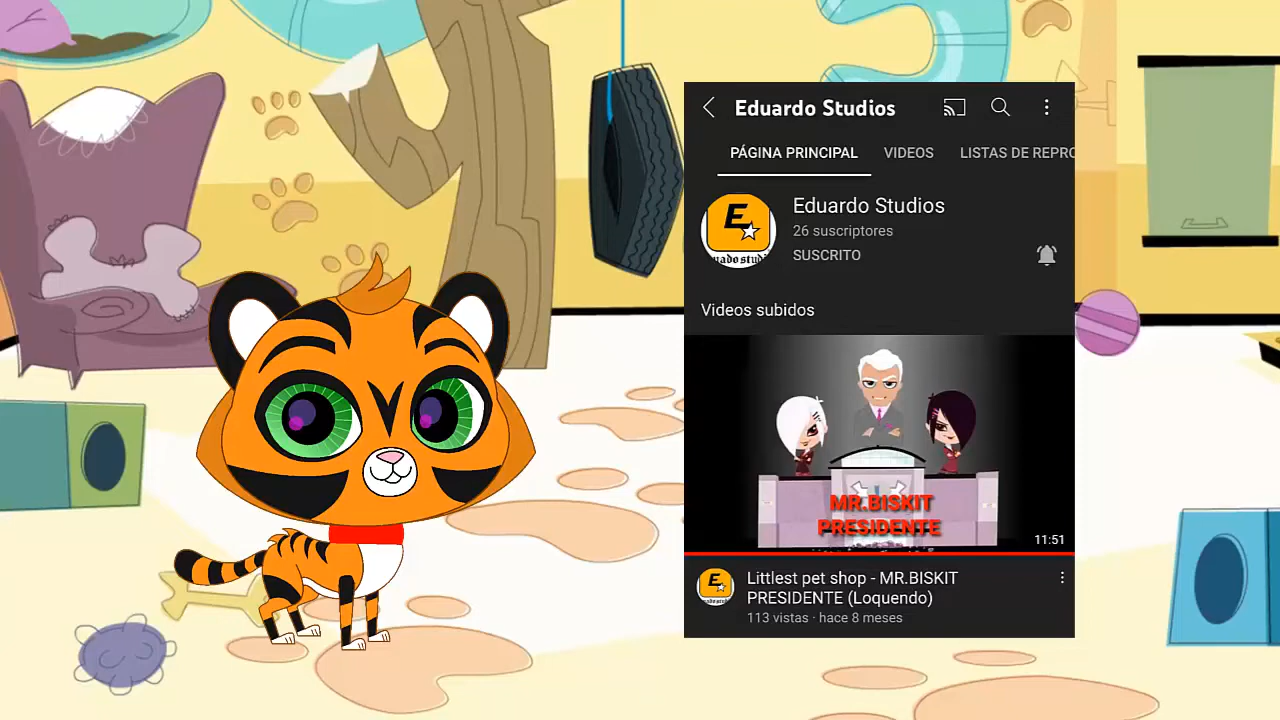 Eduardo Studios
PÁGINA PRINCIPAL VIDEOS LISTAS DE REPRO
E
Eduardo Studios
26 suscriptores
SUSCRITO
Videos subidos
MR.BISKIT
PRESIDENTE
11:51
E
Littlest pet shop - MR.BISKIT
PRESIDENTE (Loquendo)
113 vistas · hace 8 meses